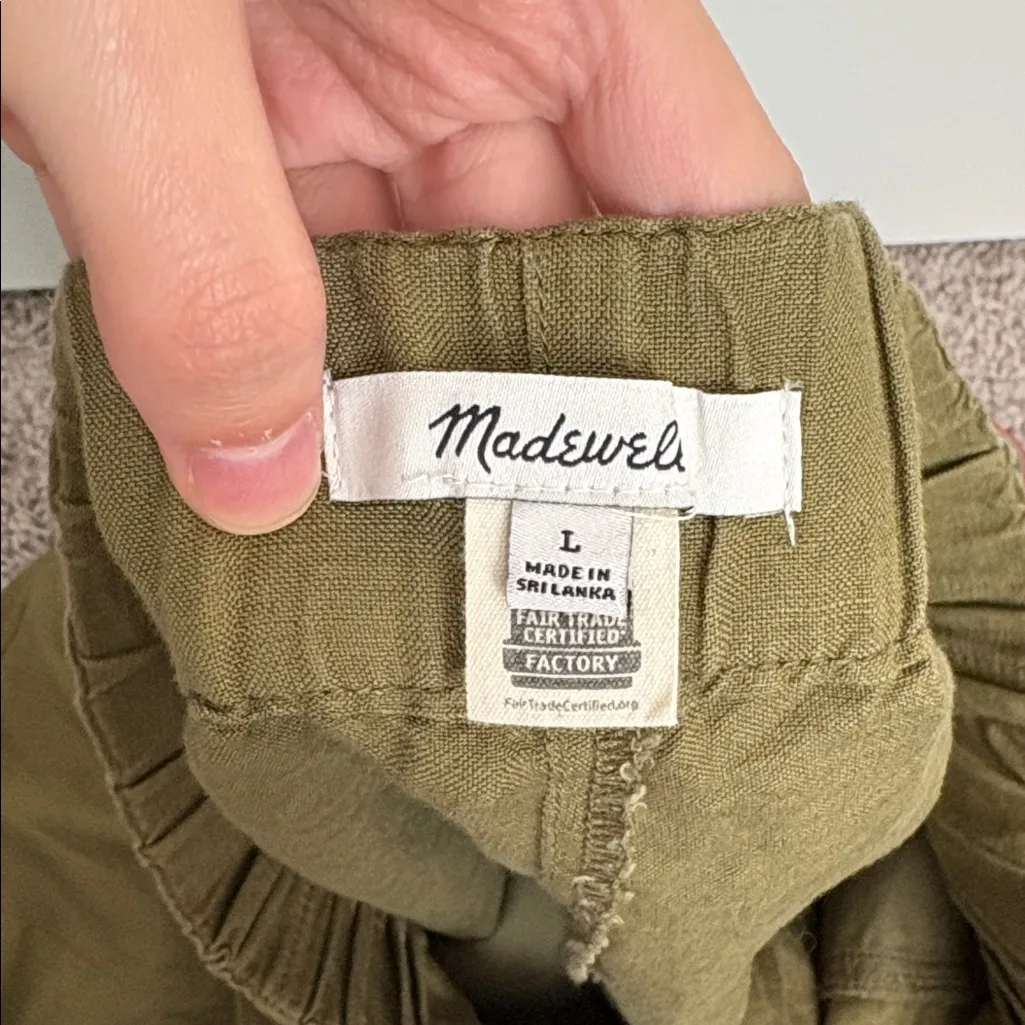 Madewell
L
MADE IN
SRI LANKA
FAIR TRADE
CERTIFIED
FACTORY
FairTradeCertified.org